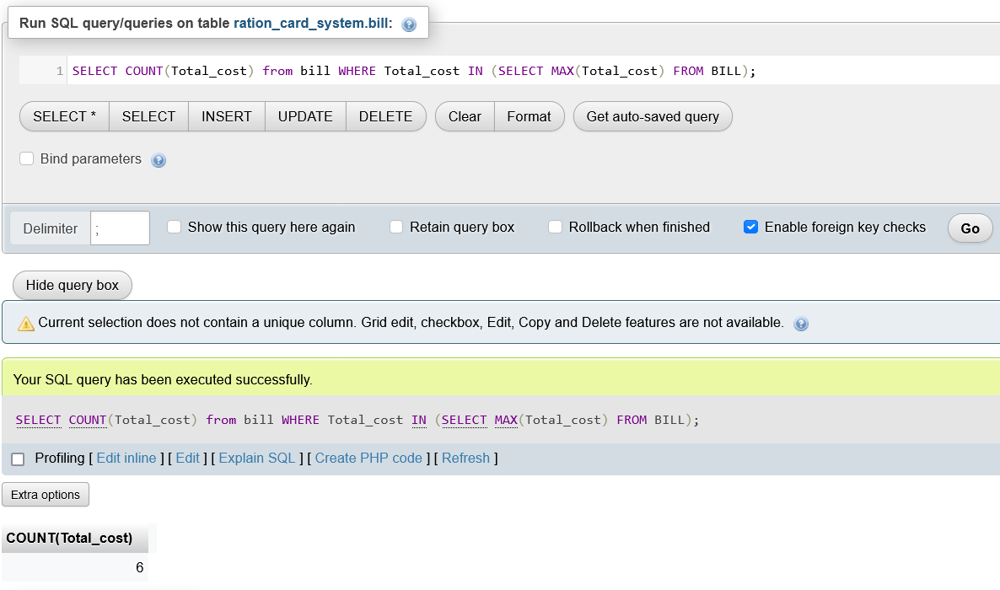 Run SQL query/queries on table ration_card_system.bill:
1 SELECT COUNT(Total_cost) from bill WHERE Total_cost IN (SELECT MAX(Total_cost) FROM BILL);
SELECT * SELECT INSERT UPDATE DELETE Clear Format Get auto-saved query
Bind parameters
Delimiter ; Show this query here again Retain query box Rollback when finished Enable foreign key checks Go
Hide query box
Current selection does not contain a unique column. Grid edit, checkbox, Edit, Copy and Delete features are not available.
Your SQL query has been executed successfully.
SELECT COUNT(Total_cost) from bill WHERE Total_cost IN (SELECT MAX(Total_cost) FROM BILL);
Profiling [ Edit inline ] [ Edit ] [ Explain SQL ] [ Create PHP code ] [ Refresh ]
Extra options
COUNT(Total_cost)
6